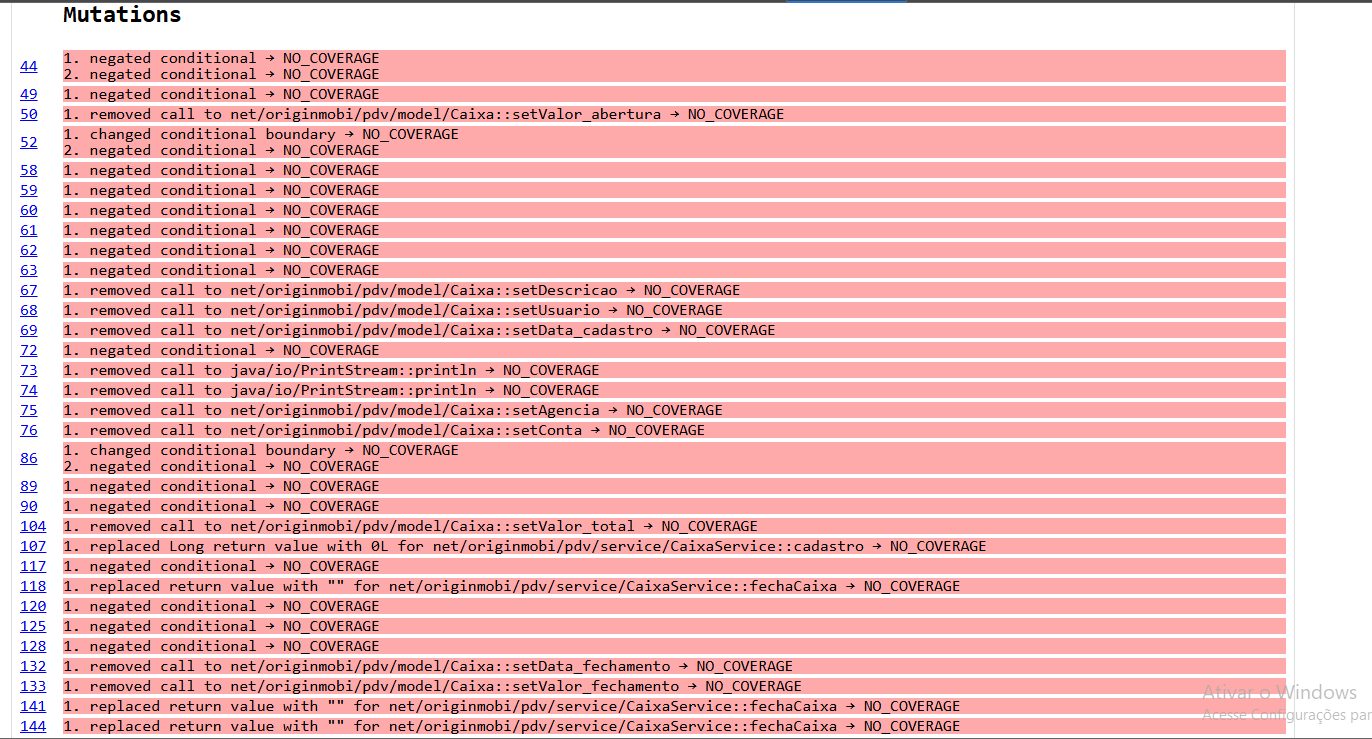 Mutations
44 1. negated conditional → NO_COVERAGE
2. negated conditional → NO_COVERAGE
49 1. negated conditional → NO_COVERAGE
50 1. removed call to net/originmobi/pdv/model/Caixa::setValor_abertura → NO_COVERAGE
52 1. changed conditional boundary → NO_COVERAGE
2. negated conditional → NO_COVERAGE
58 1. negated conditional → NO_COVERAGE
59 1. negated conditional → NO_COVERAGE
60 1. negated conditional → NO_COVERAGE
61 1. negated conditional → NO_COVERAGE
62 1. negated conditional → NO_COVERAGE
63 1. negated conditional → NO_COVERAGE
67 1. removed call to net/originmobi/pdv/model/Caixa::setDescricao → NO_COVERAGE
68 1. removed call to net/originmobi/pdv/model/Caixa::setUsuario → NO_COVERAGE
69 1. removed call to net/originmobi/pdv/model/Caixa::setData_cadastro → NO_COVERAGE
72 1. negated conditional → NO_COVERAGE
73 1. removed call to java/io/PrintStream::println → NO_COVERAGE
74 1. removed call to java/io/PrintStream::println → NO_COVERAGE
75 1. removed call to net/originmobi/pdv/model/Caixa::setAgencia → NO_COVERAGE
76 1. removed call to net/originmobi/pdv/model/Caixa::setConta → NO_COVERAGE
86 1. changed conditional boundary → NO_COVERAGE
2. negated conditional → NO_COVERAGE
89 1. negated conditional → NO_COVERAGE
90 1. negated conditional → NO_COVERAGE
104 1. removed call to net/originmobi/pdv/model/Caixa::setValor_total → NO_COVERAGE
107 1. replaced Long return value with 0L for net/originmobi/pdv/service/CaixaService::cadastro → NO_COVERAGE
117 1. negated conditional → NO_COVERAGE
118 1. replaced return value with "" for net/originmobi/pdv/service/CaixaService::fechaCaixa → NO_COVERAGE
120 1. negated conditional → NO_COVERAGE
125 1. negated conditional → NO_COVERAGE
128 1. negated conditional → NO_COVERAGE
132 1. removed call to net/originmobi/pdv/model/Caixa::setData_fechamento → NO_COVERAGE
133 1. removed call to net/originmobi/pdv/model/Caixa::setValor_fechamento → NO_COVERAGE
141 1. replaced return value with "" for net/originmobi/pdv/service/CaixaService::fechaCaixa → NO_COVERAGE
144 1. replaced return value with "" for net/originmobi/pdv/service/CaixaService::fechaCaixa → NO_COVERAGE
Ativar o Windows
Acesse Configurações par